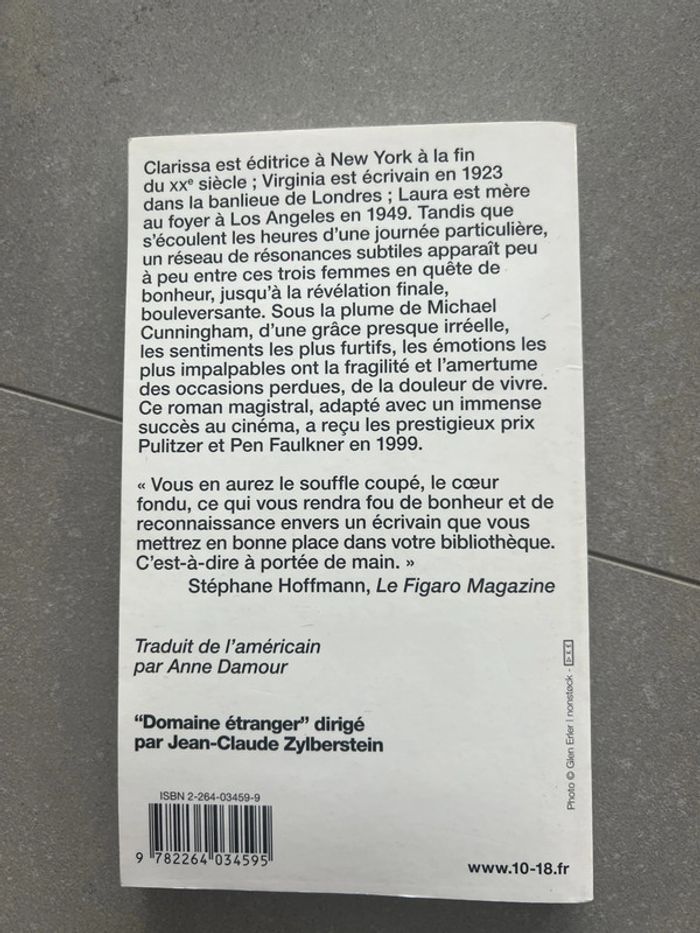 Clarissa est éditrice à New York à la fin
du XXe siècle ; Virginia est écrivain en 1923
dans la banlieue de Londres ; Laura est mère
au foyer à Los Angeles en 1949. Tandis que
s'écoulent les heures d'une journée particulière,
un réseau de résonances subtiles apparaît peu
à peu entre ces trois femmes en quête de
bonheur, jusqu'à la révélation finale,
bouleversante. Sous la plume de Michael
Cunningham, d'une grâce presque irréelle,
les sentiments les plus furtifs, les émotions les
plus impalpables ont la fragilité et l'amertume
des occasions perdues, de la douleur de vivre.
Ce roman magistral, adapté avec un immense
succès au cinéma, a reçu les prestigieux prix
Pulitzer et Pen Faulkner en 1999.
« Vous en aurez le souffle coupé, le cœur
fondu, ce qui vous rendra fou de bonheur et de
reconnaissance envers un écrivain que vous
mettrez en bonne place dans votre bibliothèque.
C'est-à-dire à portée de main. »
Stéphane Hoffmann, Le Figaro Magazine
Traduit de l'américain
par Anne Damour
"Domaine étranger" dirigé
par Jean-Claude Zylberstein
ISBN 2-264-03459-9
9 782264 034595
www.10-18.fr
Photo © Glen Erler | nonstøck -